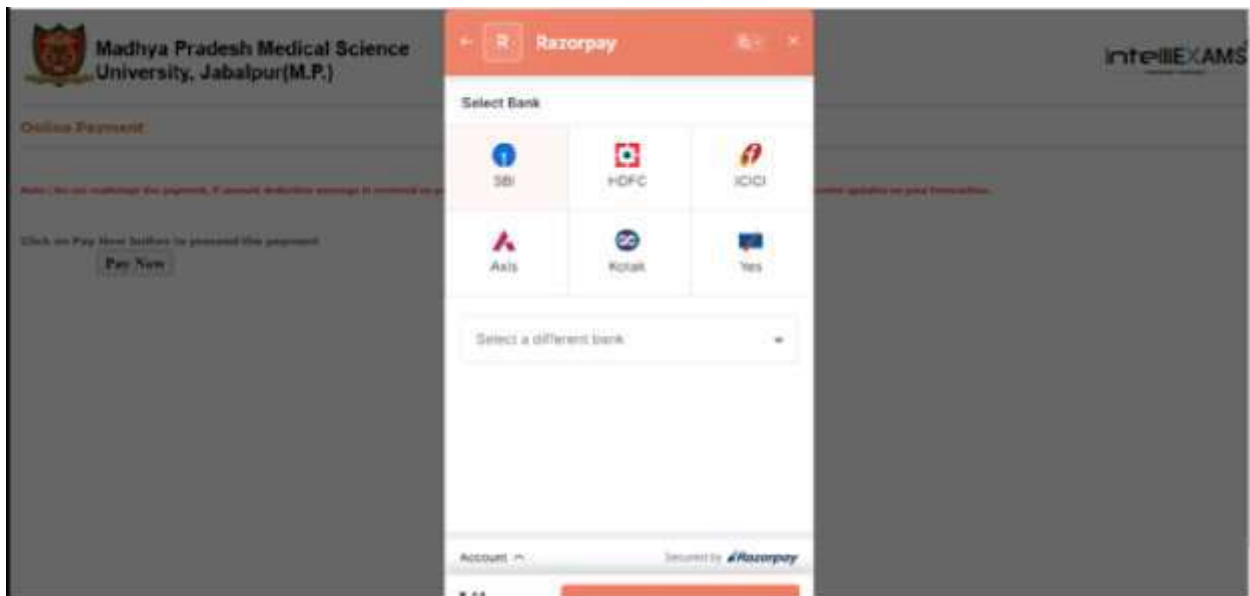 Madhya Pradesh Medical Science
University, Jabalpur(M.P.)
R Razorpay
intelliEXAMS
Select Bank
Online Payment
SBI HDFC ICICI
Click on Pay Now button to proceed the payment
Pay Now
Axis Kotak Yes
Select a different bank
Account
Secured by Razorpay